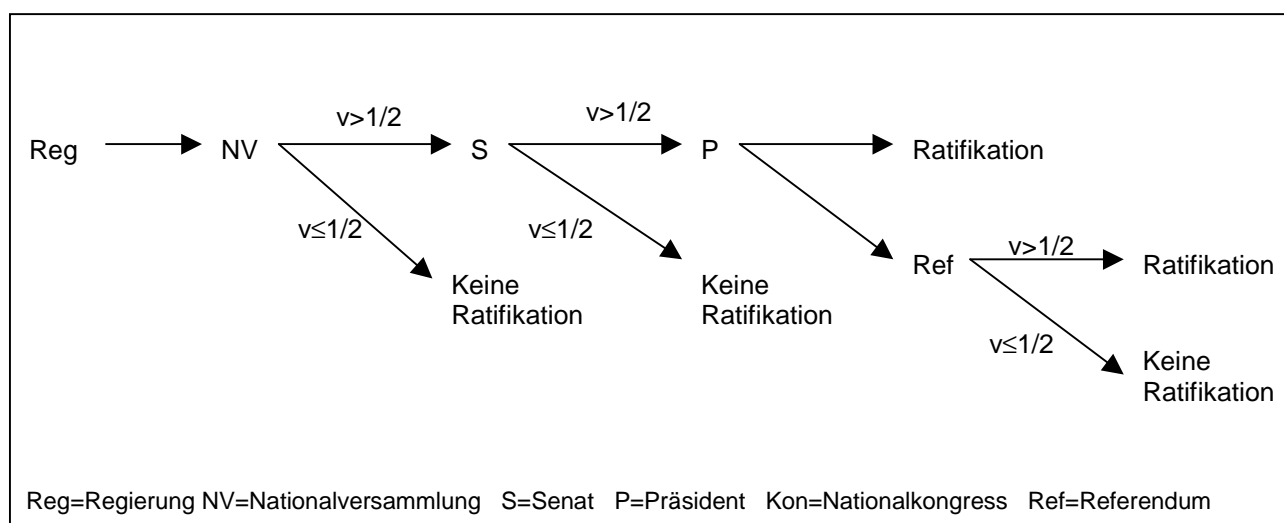 v>1/2 v>1/2
Reg NV S P Ratifikation
v≤1/2 v≤1/2
v>1/2
Ref Ratifikation
Keine Keine
Ratifikation Ratifikation
v≤1/2
Keine
Ratifikation
Reg=Regierung NV=Nationalversammlung S=Senat P=Präsident Kon=Nationalkongress Ref=Referendum